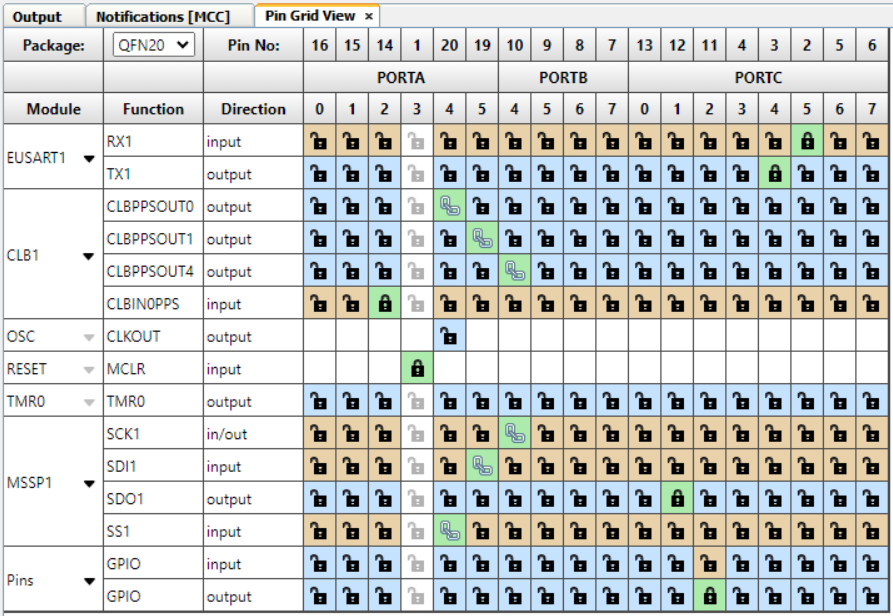 Output Notifications [MCC] Pin Grid View ×
Package: QFN20 Pin No: 16 15 14 1 20 19 10 9 8 7 13 12 11 4 3 2 5 6
PORTA PORTB PORTC
Module Function Direction 0 1 2 3 4 5 4 5 6 7 0 1 2 3 4 5 6 7
EUSART1 RX1 input
TX1 output
CLB1 CLBPPSOUT0 output
CLBPPSOUT1 output
CLBPPSOUT4 output
CLBIN0PPS input
OSC CLKOUT output
RESET MCLR input
TMR0 TMR0 output
MSSP1 SCK1 in/out
SDI1 input
SDO1 output
SS1 input
Pins GPIO input
GPIO output